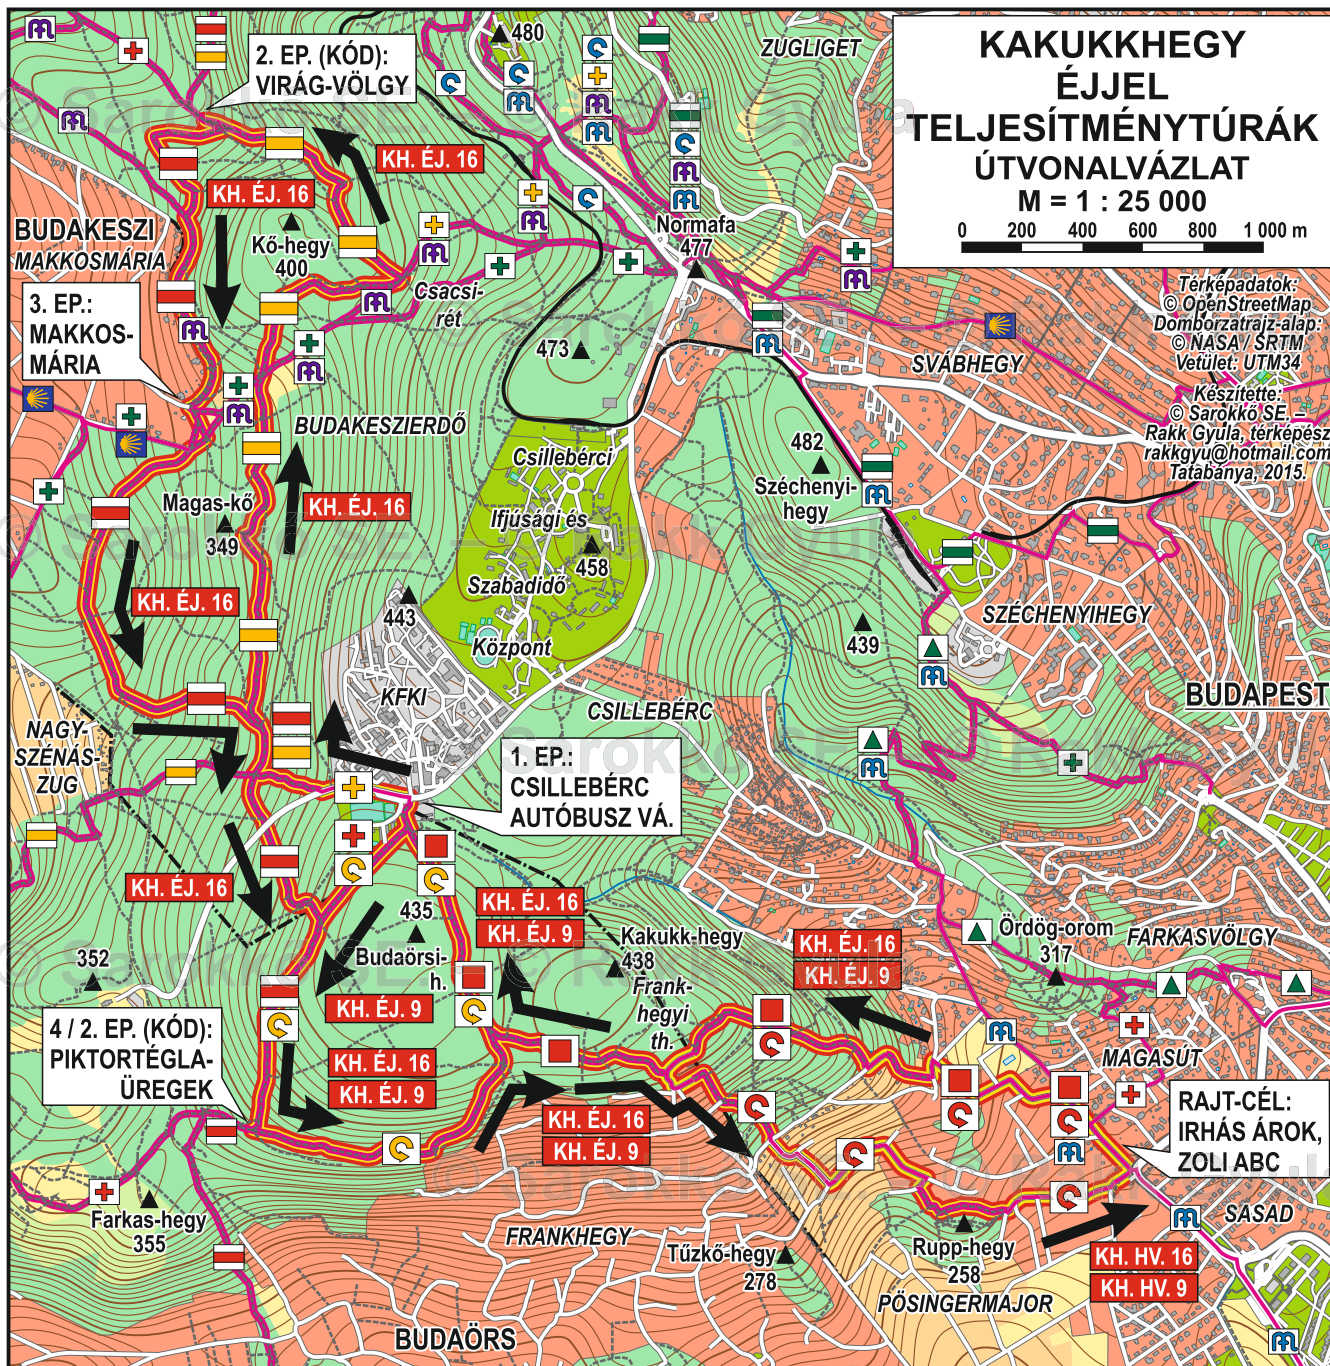 KAKUKKHEGY
ÉJJEL
TELJESÍTMÉNYTÚRÁK
ÚTVONALVÁZLAT
M = 1 : 25 000
0 200 400 600 800 1 000 m
Térképadatok:
© OpenStreetMap
Domborzatrajz-alap:
© NASA / SRTM
Vetület: UTM34
Készítette:
© Sarokkő SE. –
Rakk Gyula, térképész
rakkgyu@hotmail.com
Tatabánya, 2015.
480
ZUGLIGET
2. EP. (KÓD):
VIRÁG-VÖLGY
KH. ÉJ. 16
KH. ÉJ. 16
BUDAKESZI
MAKKOSMÁRIA
Kő-hegy
400
Normafa
477
Csacsi-
rét
3. EP.:
MAKKOS-
MÁRIA
473
SVÁBHEGY
BUDAKESZIERDŐ
Csillebérci
Ifjúsági és
Szabadidő
Központ
458
482
Széchenyi-
hegy
Magas-kő
349
KH. ÉJ. 16
KH. ÉJ. 16
443
439
SZÉCHENYIHEGY
KFKI
CSILLEBÉRC
BUDAPEST
NAGY-
SZÉNÁS-
ZUG
1. EP.:
CSILLEBÉRC
AUTÓBUSZ VÁ.
KH. ÉJ. 16
435
Budaörsi-
h.
KH. ÉJ. 16
KH. ÉJ. 9
Kakukk-hegy
438
Frank-
hegyi
th.
KH. ÉJ. 16
KH. ÉJ. 9
Ördög-orom
317
FARKASVÖLGY
352
KH. ÉJ. 9
4 / 2. EP. (KÓD):
PIKTORTÉGLA-
ÜREGEK
KH. ÉJ. 16
KH. ÉJ. 9
MAGASÚT
KH. ÉJ. 16
KH. ÉJ. 9
RAJT-CÉL:
IRHÁS ÁROK,
ZOLI ABC
Farkas-hegy
355
FRANKHEGY
Tűzkő-hegy
278
Rupp-hegy
258
SASAD
KH. HV. 16
KH. HV. 9
PÖSINGERMAJOR
BUDAÖRS